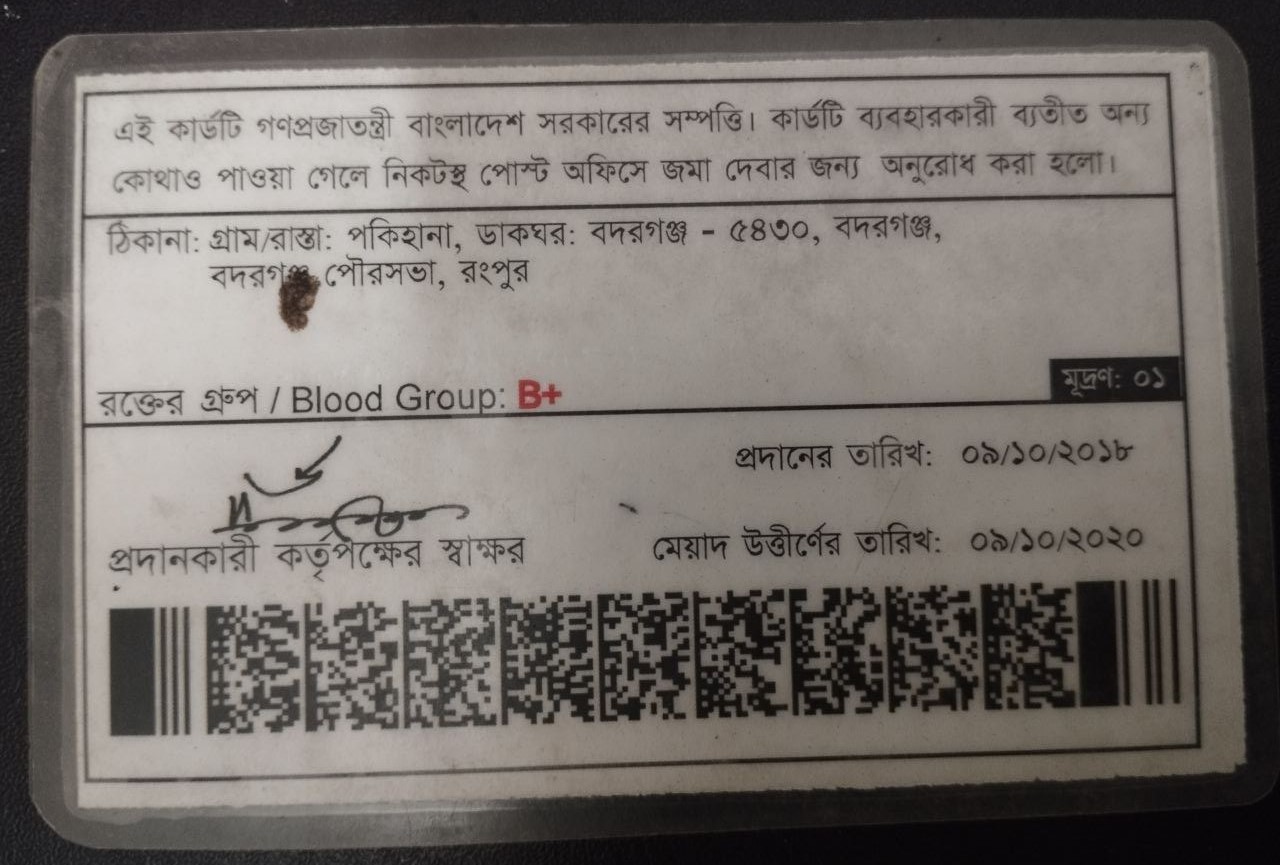 এই কার্ডটি গণপ্রজাতন্ত্রী বাংলাদেশ সরকারের সম্পত্তি। কার্ডটি ব্যবহারকারী ব্যতীত অন্য
কোথাও পাওয়া গেলে নিকটস্থ পোস্ট অফিসে জমা দেবার জন্য অনুরোধ করা হলো।
ঠিকানা: গ্রাম/রাস্তা: পকিহানা, ডাকঘর: বদরগঞ্জ - ৫৪৩০, বদরগঞ্জ,
বদরগঞ্জ পৌরসভা, রংপুর
রক্তের গ্রুপ / Blood Group: B+
মূদ্রণ: ০১
প্রদানের তারিখ: ০৯/১০/২০১৮
প্রদানকারী কর্তৃপক্ষের স্বাক্ষর
মেয়াদ উত্তীর্ণের তারিখ: ০৯/১০/২০২০